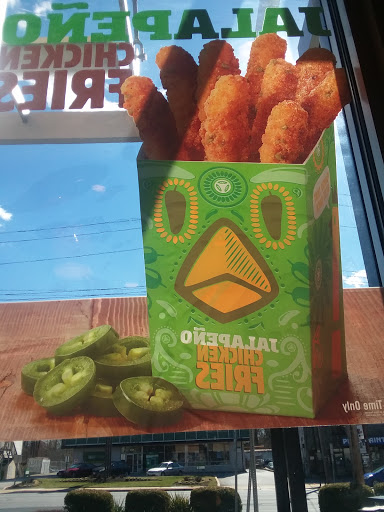 JALAPEÑO
CHICKEN
FRIES
JALAPEÑO
CHICKEN
FRIES
Time Only